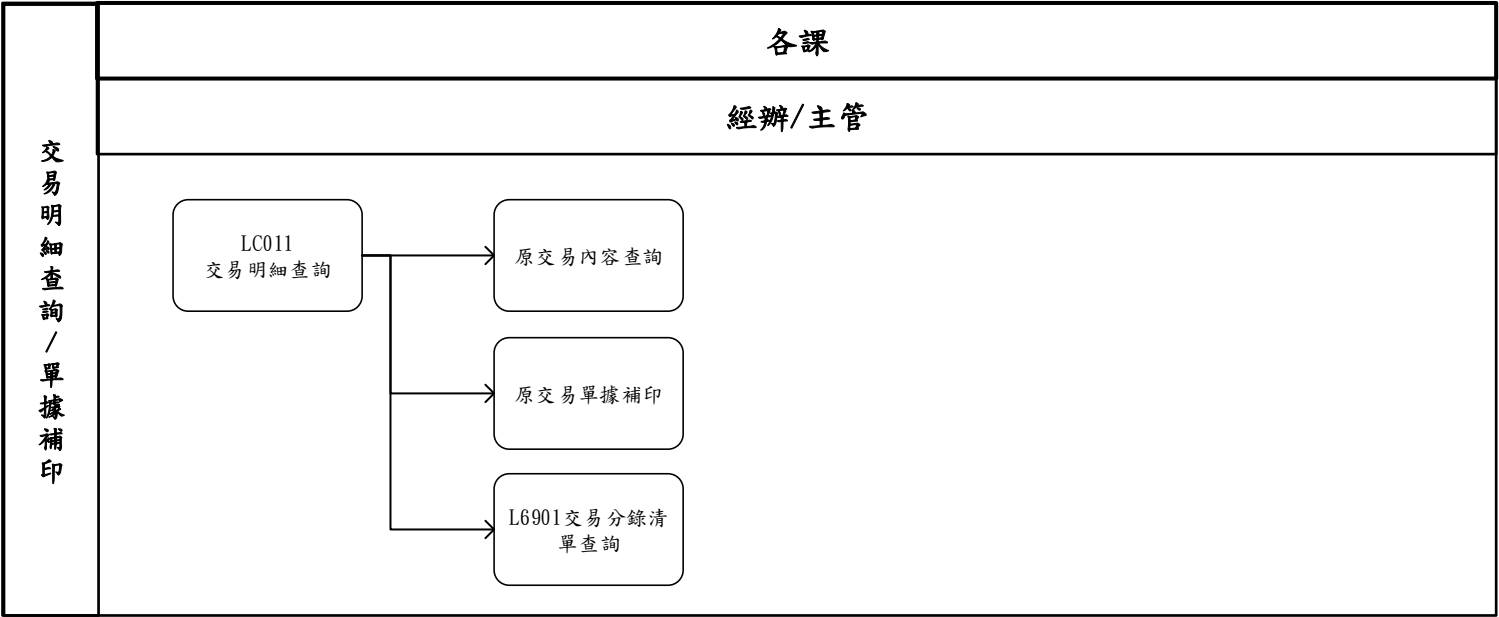 各課
經辦/主管
交易明細查詢/單據補印
LC011
交易明細查詢
原交易內容查詢
原交易單據補印
L6901交易分錄清
單查詢